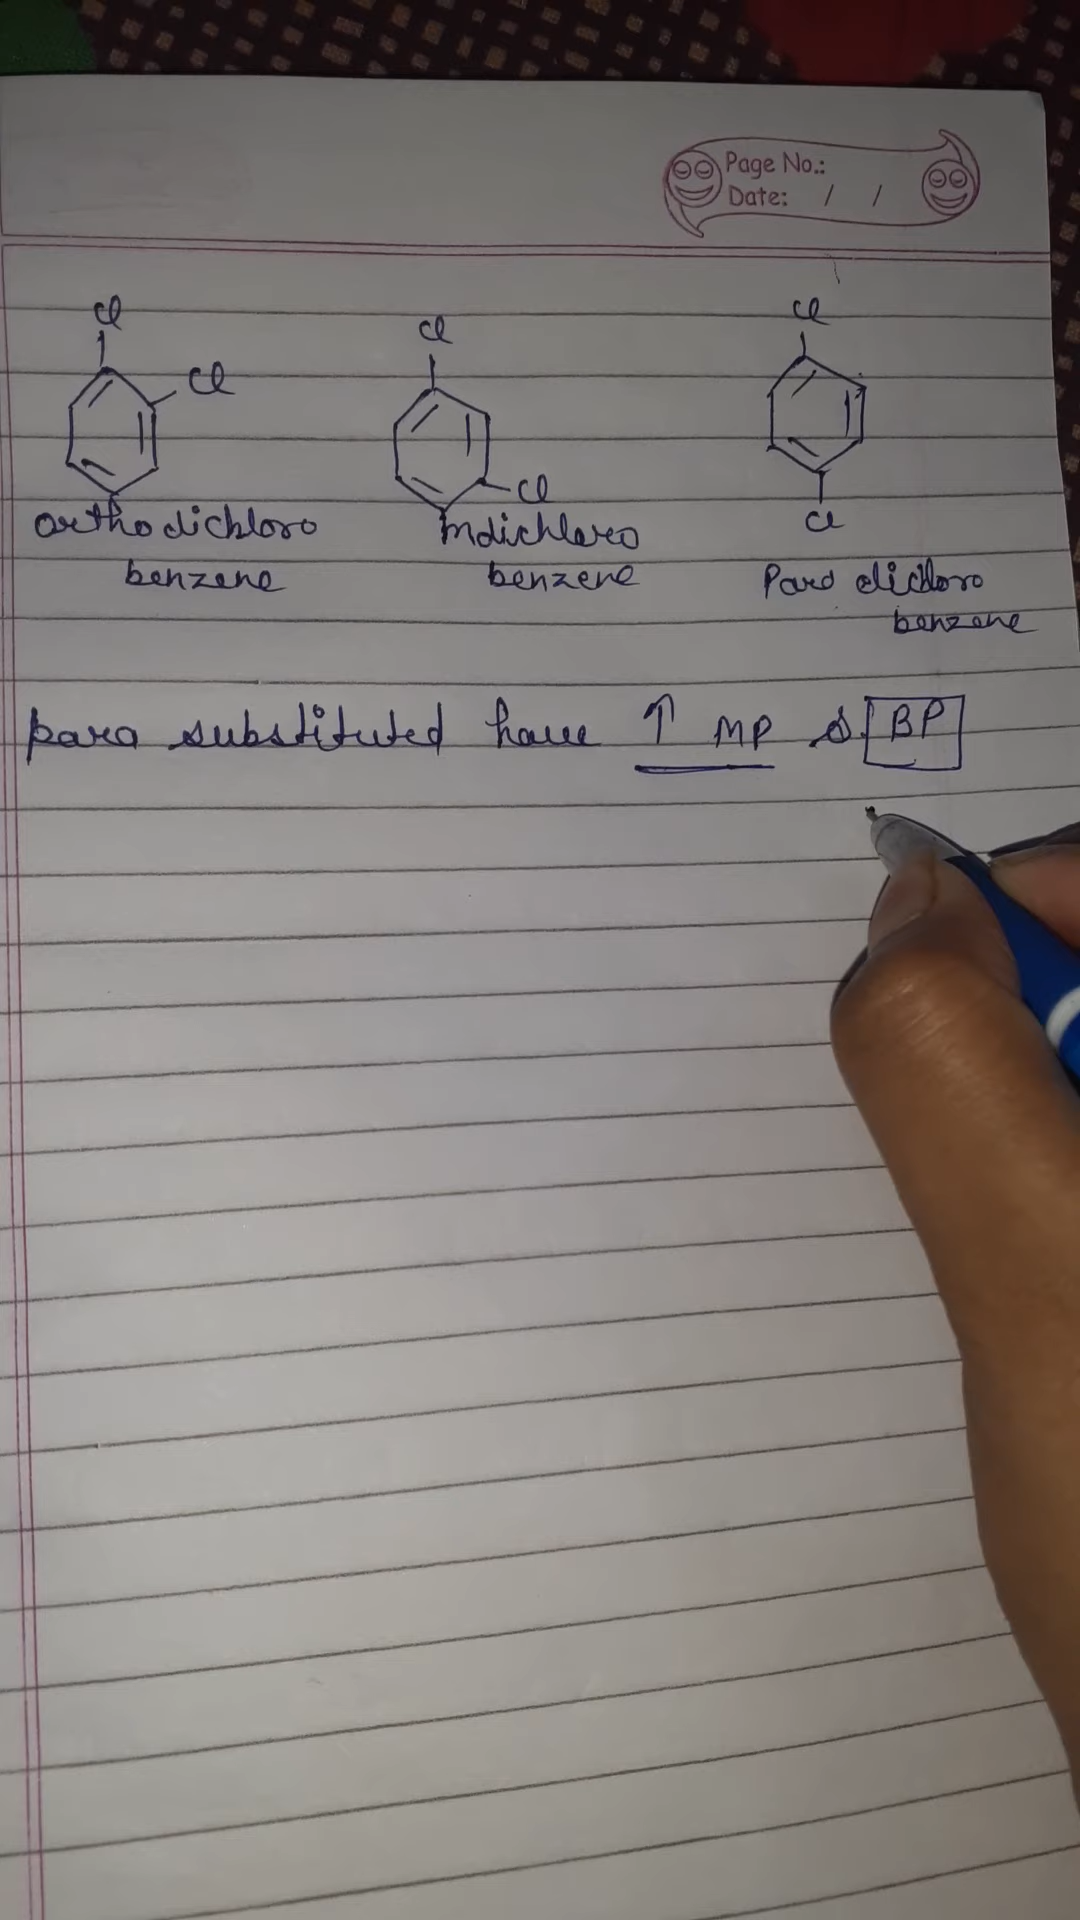 Page No.:
Date: / /
Cl Cl Cl
Cl
Cl
Cl
ortho dichloro mdichloro
benzene benzene Para dichloro
benzene
para substituted have ↑ MP & BP